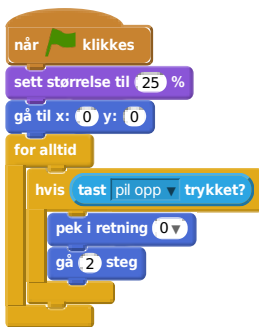 når klikkes
sett størrelse til 25 %
gå til x: 0 y: 0
for alltid
hvis tast pil opp trykket?
pek i retning 0
gå 2 steg